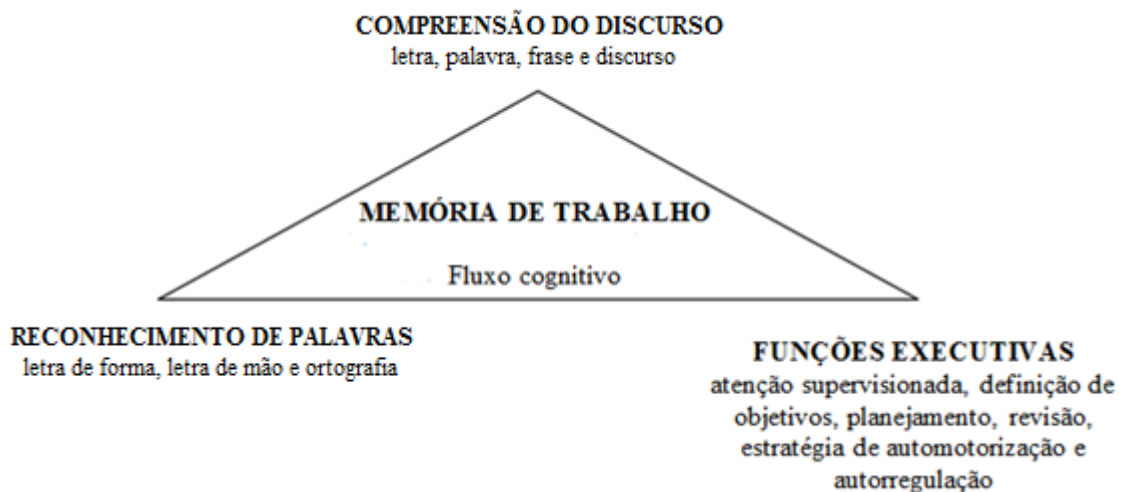 COMPREENSÃO DO DISCURSO
letra, palavra, frase e discurso
MEMÓRIA DE TRABALHO
Fluxo cognitivo
RECONHECIMENTO DE PALAVRAS
letra de forma, letra de mão e ortografia
FUNÇÕES EXECUTIVAS
atenção supervisionada, definição de
objetivos, planejamento, revisão,
estratégia de automotorização e
autorregulação